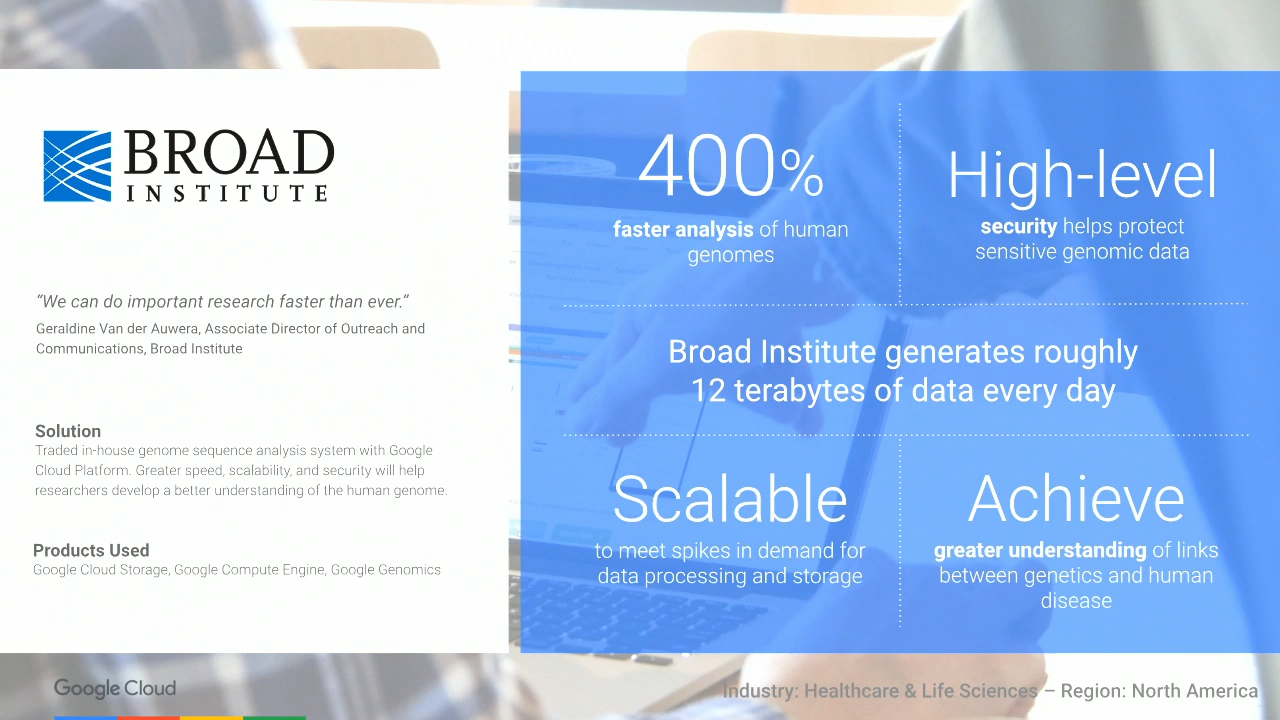 BROAD
INSTITUTE
“We can do important research faster than ever.”
Geraldine Van der Auwera, Associate Director of Outreach and
Communications, Broad Institute
Solution
Traded in-house genome sequence analysis system with Google
Cloud Platform. Greater speed, scalability, and security will help
researchers develop a better understanding of the human genome.
Products Used
Google Cloud Storage, Google Compute Engine, Google Genomics
400%
faster analysis of human
genomes
High-level
security helps protect
sensitive genomic data
Broad Institute generates roughly
12 terabytes of data every day
Scalable
to meet spikes in demand for
data processing and storage
Achieve
greater understanding of links
between genetics and human
disease
Google Cloud
Industry: Healthcare & Life Sciences – Region: North America